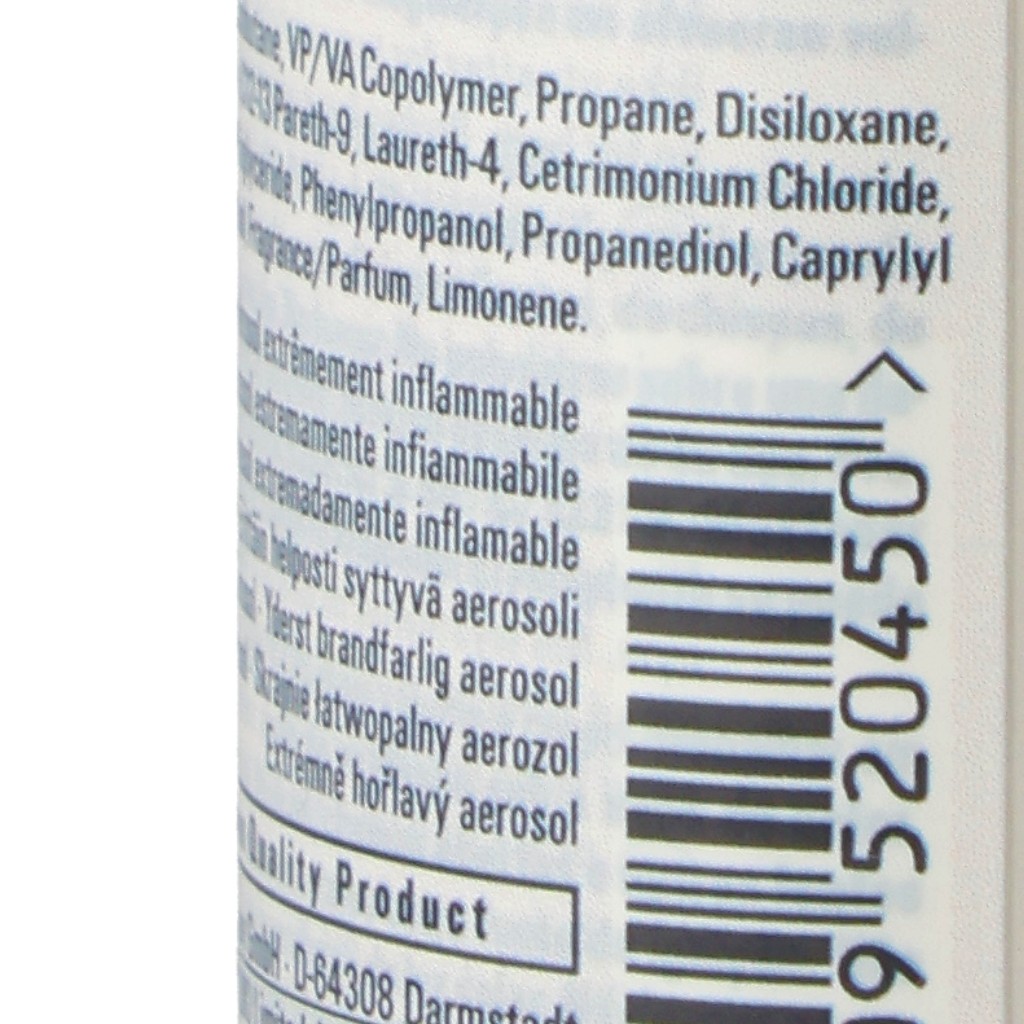 VP/VA Copolymer, Propane, Disiloxane,
Pareth-9, Laureth-4, Cetrimonium Chloride,
Phenylpropanol, Propanediol, Caprylyl
Fragrance/Parfum, Limonene.
extrêmement inflammable
estremamente infiammabile
extremadamente inflamable
helposti syttyvä aerosoli
Yderst brandfarlig aerosol
Skrajnie łatwopalny aerozol
Extrémně hořlavý aerosol
Quality Product
GmbH · D-64308 Darmstadt
9 520450 >